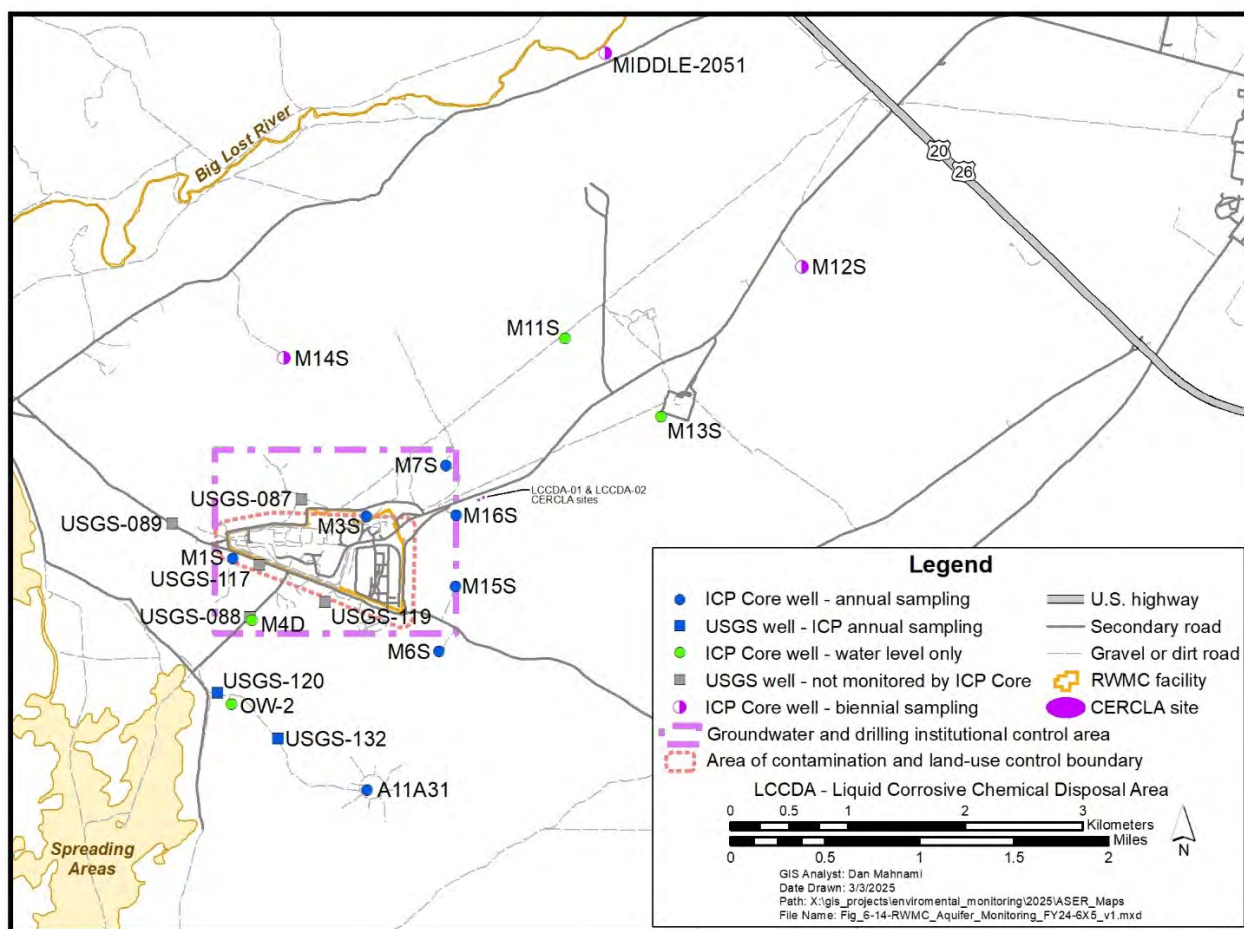 MIDDLE-2051
Big Lost River
20
26
M12S
M11S
M14S
M13S
M7S
LCCDA-01 & LCCDA-02
CERCLA sites
USGS-087
M3S
M16S
USGS-089
M1S
USGS-117
M15S
USGS-088
M4D
USGS-119
M6S
USGS-120
OW-2
USGS-132
A11A31
Spreading
Areas
Legend
ICP Core well - annual sampling
USGS well - ICP annual sampling
ICP Core well - water level only
USGS well - not monitored by ICP Core
ICP Core well - biennial sampling
U.S. highway
Secondary road
Gravel or dirt road
RWMC facility
CERCLA site
Groundwater and drilling institutional control area
Area of contamination and land-use control boundary
LCCDA - Liquid Corrosive Chemical Disposal Area
0 0.5 1 2 3
Kilometers
Miles
0 0.5 1 1.5 2
N
GIS Analyst: Dan Mahnami
Date Drawn: 3/3/2025
Path: X:\gis_projects\enviromental_monitoring\2025\ASER_Maps
File Name: Fig_6-14-RWMC_Aquifer_Monitoring_FY24-6X5_v1.mxd